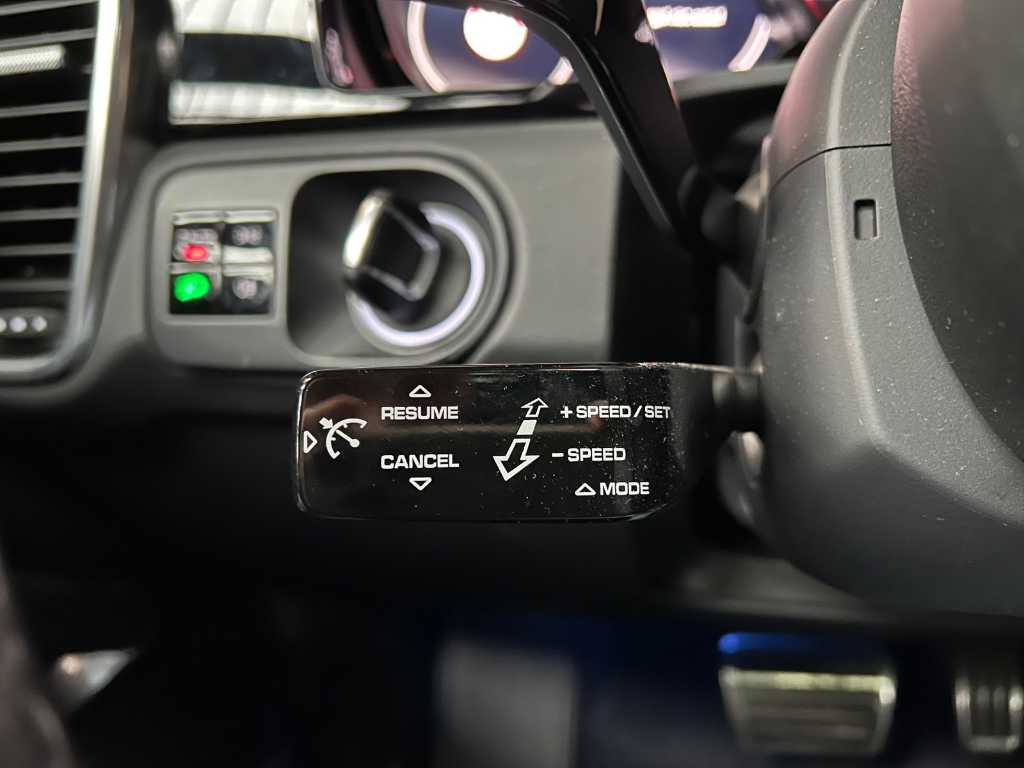 RESUME
+ SPEED / SET
CANCEL
- SPEED
MODE